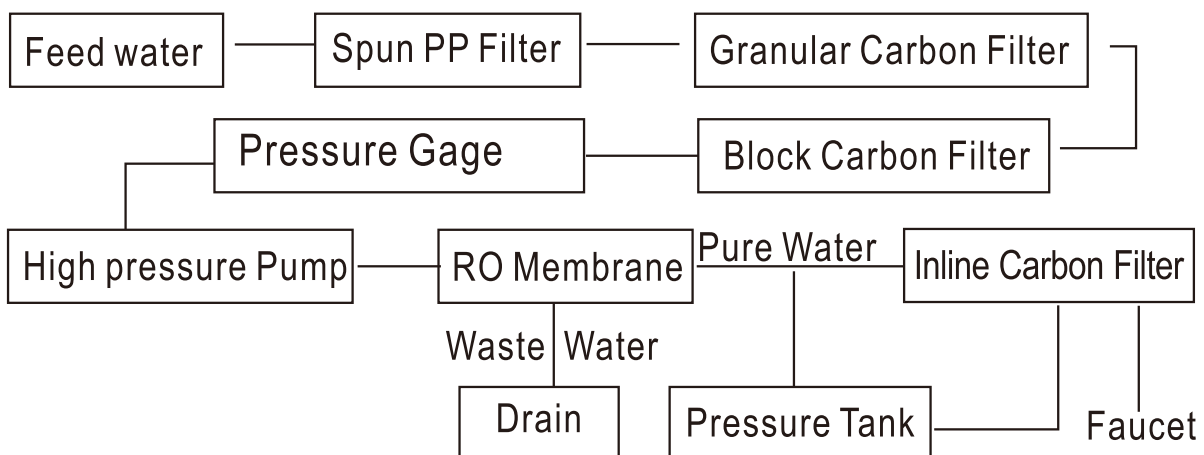 Feed water
Spun PP Filter
Granular Carbon Filter
Pressure Gage
Block Carbon Filter
High pressure Pump
RO Membrane
Pure Water
Inline Carbon Filter
Waste Water
Drain
Pressure Tank
Faucet